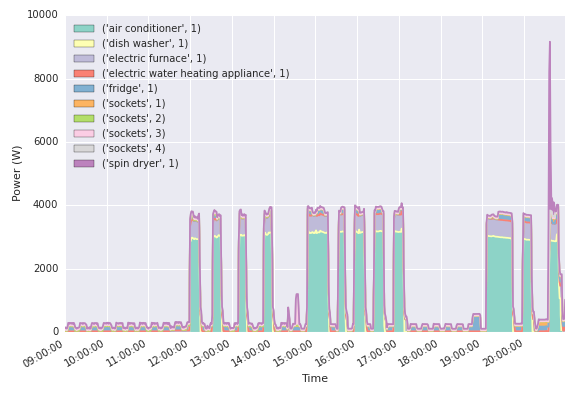 10000
8000
6000
4000
2000
0
Power (W)
('air conditioner', 1)
('dish washer', 1)
('electric furnace', 1)
('electric water heating appliance', 1)
('fridge', 1)
('sockets', 1)
('sockets', 2)
('sockets', 3)
('sockets', 4)
('spin dryer', 1)
09:00:00
10:00:00
11:00:00
12:00:00
13:00:00
14:00:00
15:00:00
16:00:00
17:00:00
18:00:00
19:00:00
20:00:00
Time